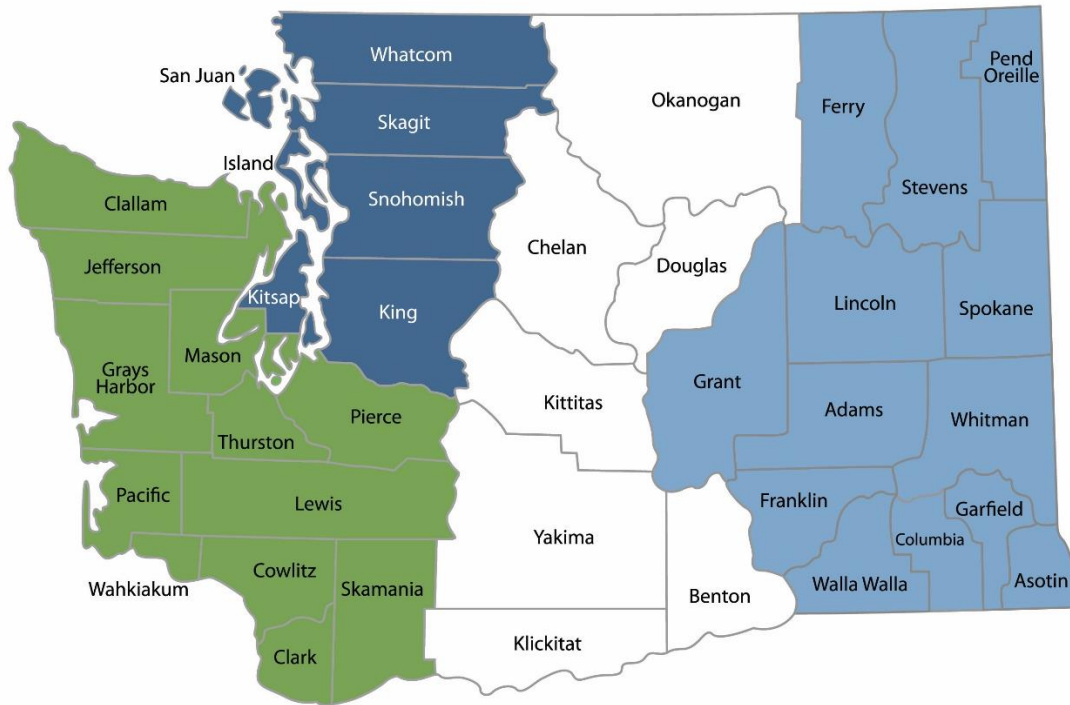 Whatcom
San Juan
Pend
Oreille
Okanogan
Ferry
Skagit
Island
Stevens
Snohomish
Clallam
Chelan
Jefferson
Douglas
Kitsap
Lincoln
Spokane
King
Mason
Grays
Harbor
Grant
Kittitas
Adams
Pierce
Whitman
Thurston
Pacific
Lewis
Franklin
Garfield
Yakima
Columbia
Cowlitz
Wahkiakum
Skamania
Walla Walla
Asotin
Benton
Klickitat
Clark